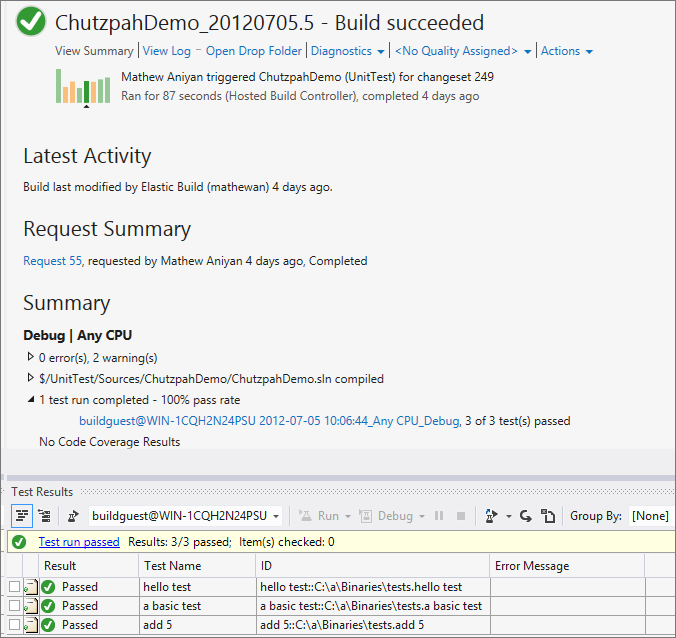 ChutzpahDemo_20120705.5 - Build succeeded
View Summary | View Log - Open Drop Folder | Diagnostics | <No Quality Assigned> | Actions
Mathew Aniyan triggered ChutzpahDemo (UnitTest) for changeset 249
Ran for 87 seconds (Hosted Build Controller), completed 4 days ago
Latest Activity
Build last modified by Elastic Build (mathewan) 4 days ago.
Request Summary
Request 55, requested by Mathew Aniyan 4 days ago, Completed
Summary
Debug | Any CPU
0 error(s), 2 warning(s)
$/UnitTest/Sources/ChutzpahDemo/ChutzpahDemo.sln compiled
1 test run completed - 100% pass rate
buildguest@WIN-1CQH2N24PSU 2012-07-05 10:06:44_Any CPU_Debug, 3 of 3 test(s) passed
No Code Coverage Results
Test Results
buildguest@WIN-1CQH2N24PSU Run Debug Group By: [None]
Test run passed Results: 3/3 passed; Item(s) checked: 0
Result Test Name ID Error Message
Passed hello test hello test::C:\a\Binaries\tests.hello test
Passed a basic test a basic test::C:\a\Binaries\tests.a basic test
Passed add 5 add 5::C:\a\Binaries\tests.add 5